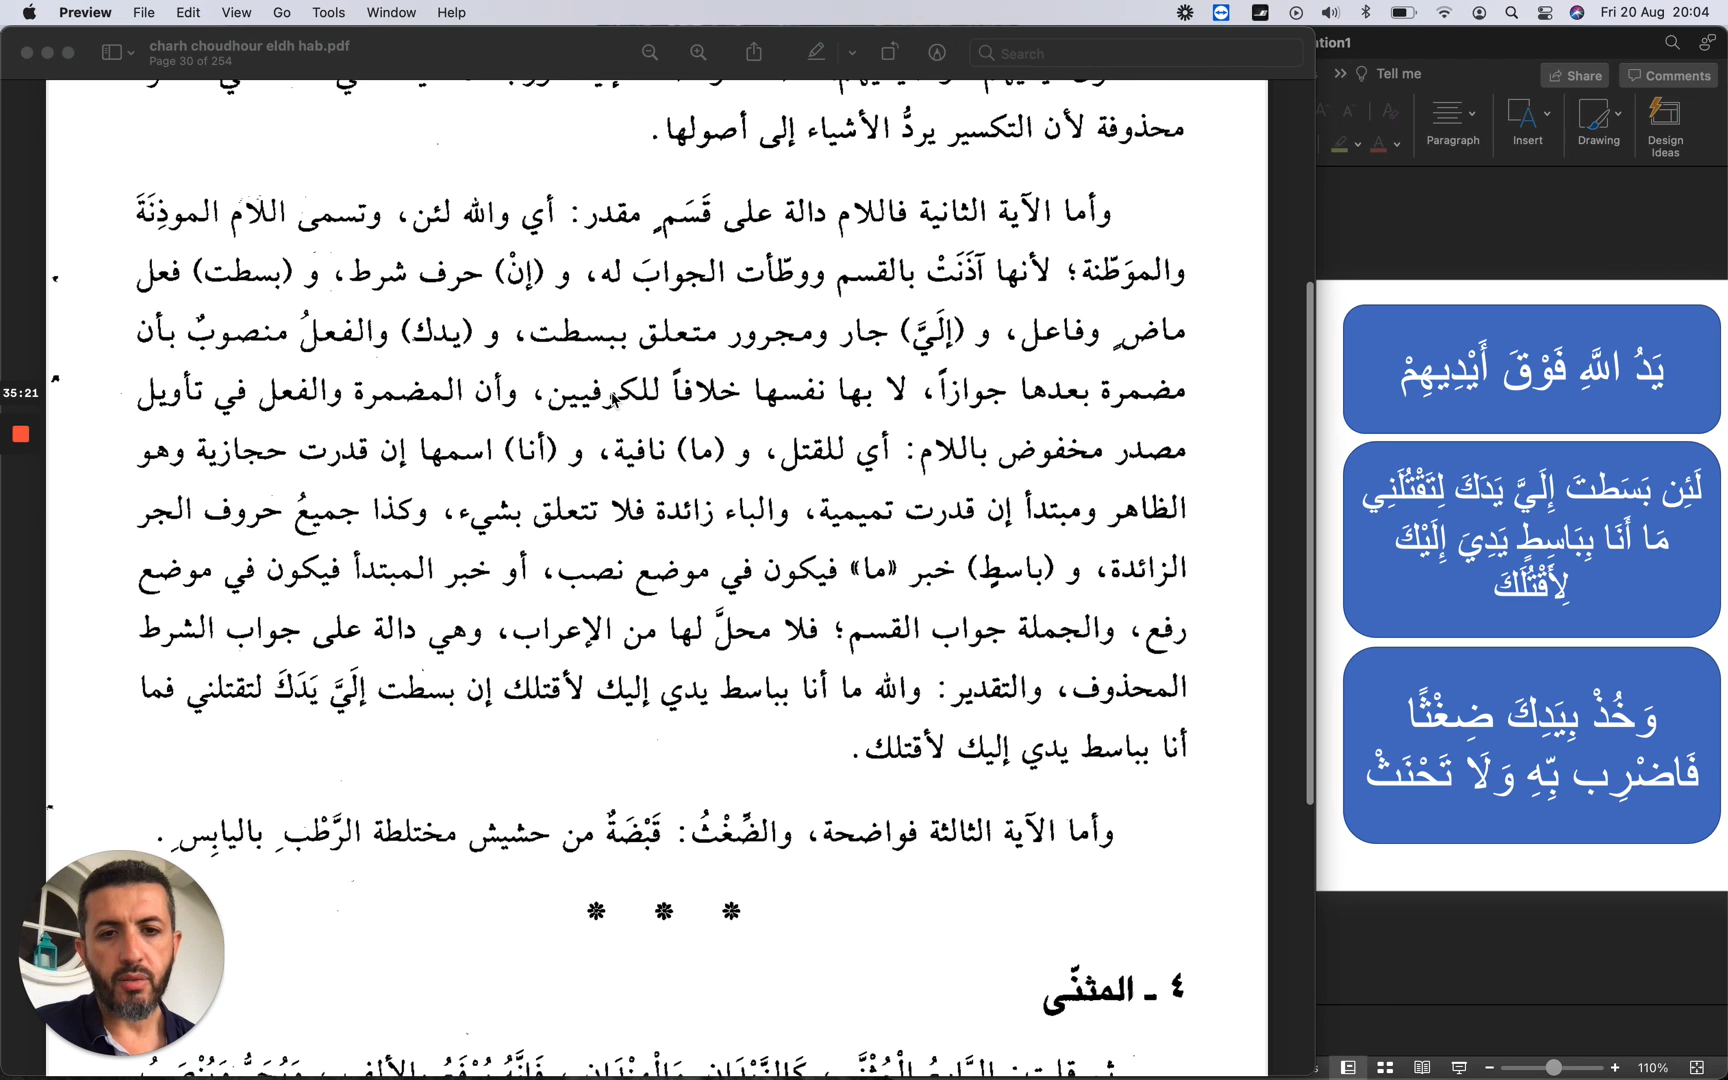 Preview File Edit View Go Tools Window Help
Fri 20 Aug 20:04
charh choudhour eldh hab.pdf
Page 30 of 254
Search
tion1
Tell me
Share
Comments
Paragraph
Insert
Drawing
Design
Ideas
محذوفة لأن التكسير يردُّ الأشياء إلى أصولها.
وأما الآية الثانية فاللام دالة على قَسَمٍ مقدر: أي والله لئن، وتسمى اللام الموذِنَةَ
والموَطّنة؛ لأنها آذَنَتْ بالقسم ووطّأت الجوابَ له، و (إنْ) حرف شرط، و (بسطت) فعل
ماضٍ وفاعل، و (إلَيَّ) جار ومجرور متعلق ببسطت، و (يدك) والفعلُ منصوبٌ بأن
مضمرة بعدها جوازاً، لا بها نفسها خلافاً للكرفيين، وأن المضمرة والفعل في تأويل
مصدر مخفوض باللام: أي للقتل، و (ما) نافية، و (أنا) اسمها إن قدرت حجازية وهو
الظاهر ومبتدأ إن قدرت تميمية، والباء زائدة فلا تتعلق بشيء، وكذا جميعُ حروف الجر
الزائدة، و (باسطٍ) خبر «ما» فيكون في موضع نصب، أو خبر المبتدأ فيكون في موضع
رفع، والجملة جواب القسم؛ فلا محلَّ لها من الإعراب، وهي دالة على جواب الشرط
المحذوف، والتقدير: والله ما أنا بباسط يدي إليك لأقتلك إن بسطت إلَيَّ يَدَكَ لتقتلني فما
أنا بباسط يدي إليك لأقتلك.
وأما الآية الثالثة فواضحة، والضِّغْثُ: قَبْضَةٌ من حشيش مختلطة الرَّطْبِ باليابِسِ.
٤ ـ المثنّى
يَدُ اللَّهِ فَوْقَ أَيْدِيهِمْ
لَئِن بَسَطتَ إِلَيَّ يَدَكَ لِتَقْتُلَنِي
مَا أَنَا بِبَاسِطٍ يَدِيَ إِلَيْكَ
لِأَقْتُلَكَ
وَخُذْ بِيَدِكَ ضِغْثًا
فَاضْرِب بِّهِ وَلَا تَحْنَثْ
35:21
110%